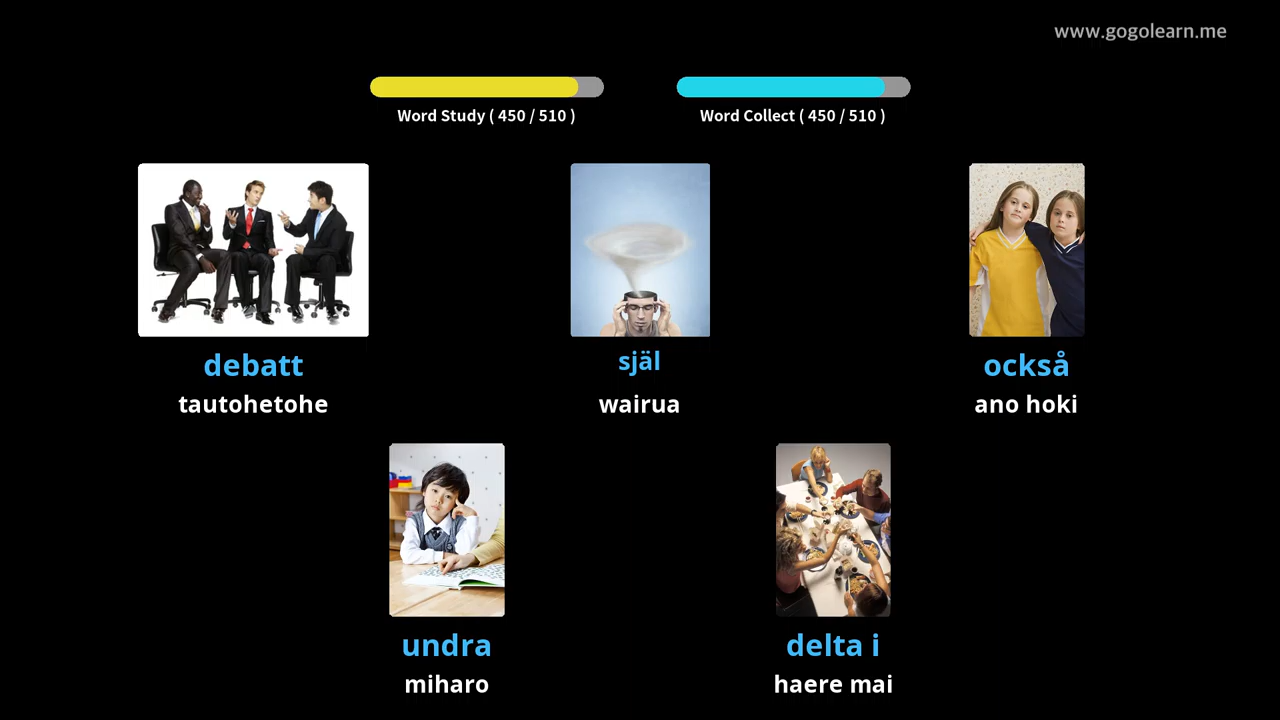 www.gogolearn.me
Word Study ( 450 / 510 )
Word Collect ( 450 / 510 )
debatt
själ
också
tautohetohe
wairua
ano hoki
undra
delta i
miharo
haere mai